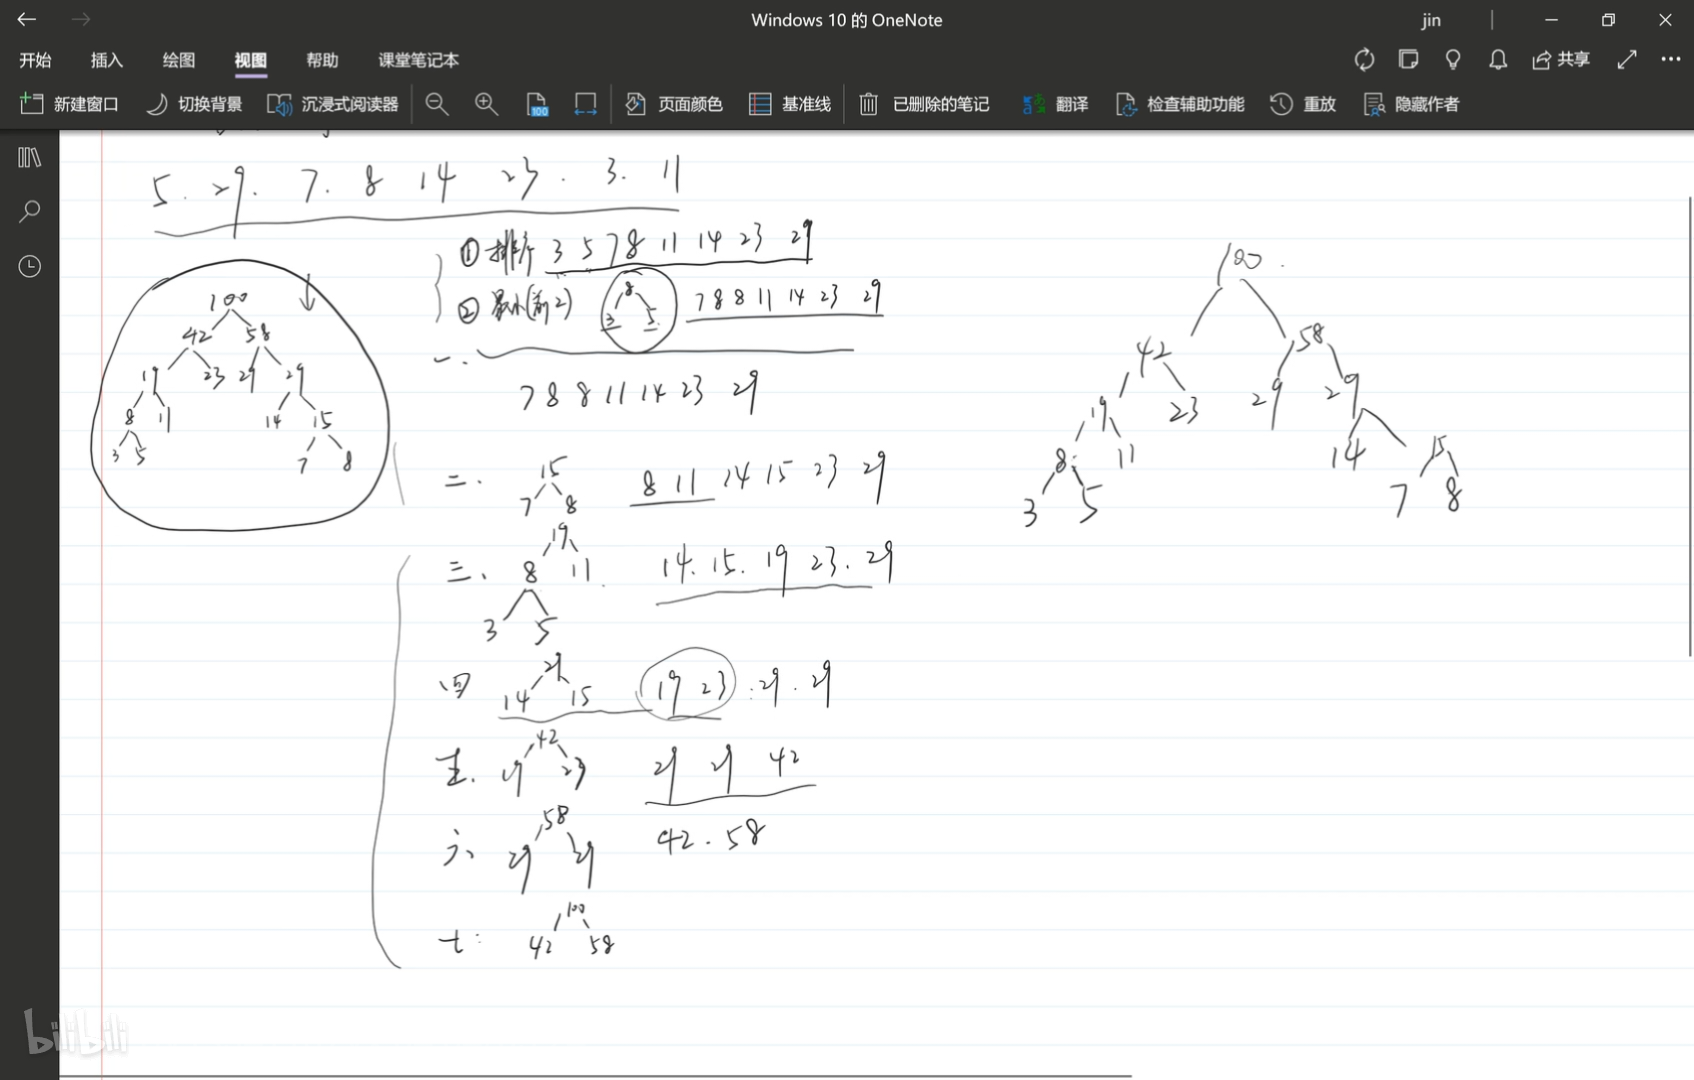 Windows 10 的 OneNote
jin
开始 插入 绘图 视图 帮助 课堂笔记本
共享
新建窗口 切换背景 沉浸式阅读器 100 页面颜色 基准线 已删除的笔记 翻译 检查辅助功能 重放 隐藏作者
5. 29. 7. 8 14 23. 3. 11
① 排序 3 5 7 8 11 14 23 29
② 最小(前2) 8 3 5 7 8 8 11 14 23 29
一.
7 8 8 11 14 23 29
二. 15 7 8 8 11 14 15 23 29
三、 19 8 11 3 5 14. 15. 19 23. 29
四 29 14 15 19 23 29. 29
五. 42 19 23 29 29 42
六 58 29 29 42. 58
七: 100 42 58
100
42 58
19 23 29 29
8 11 14 15
3 5 7 8
100
42 58
19 23 29 29
8 11 14 15
3 5 7 8
bilibili